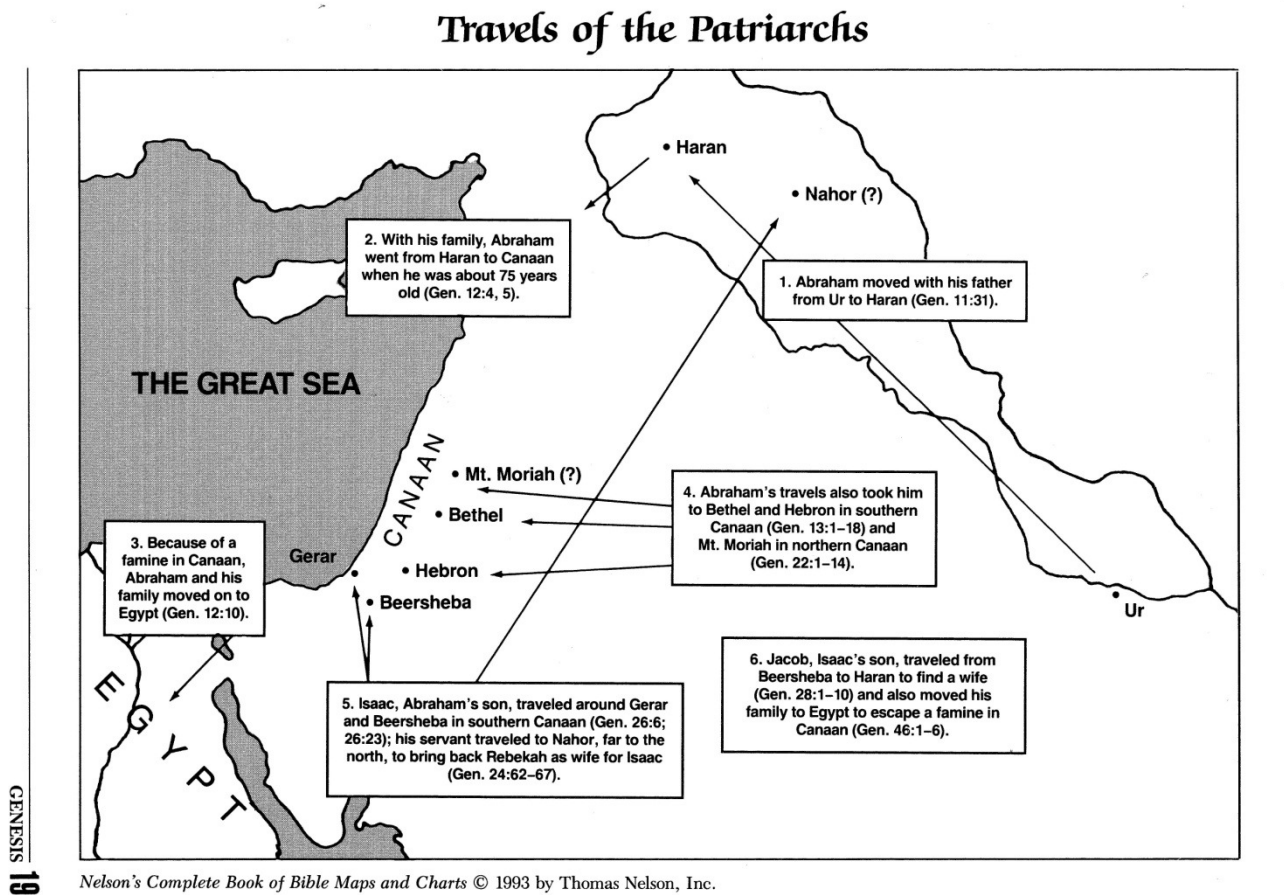 Travels of the Patriarchs
Haran
Nahor (?)
2. With his family, Abraham
went from Haran to Canaan
when he was about 75 years
old (Gen. 12:4, 5).
1. Abraham moved with his father
from Ur to Haran (Gen. 11:31).
THE GREAT SEA
CANAAN
Mt. Moriah (?)
Bethel
4. Abraham's travels also took him
to Bethel and Hebron in southern
Canaan (Gen. 13:1–18) and
Mt. Moriah in northern Canaan
(Gen. 22:1–14).
3. Because of a
famine in Canaan,
Abraham and his
family moved on to
Egypt (Gen. 12:10).
Gerar
Hebron
Beersheba
Ur
EGYPT
5. Isaac, Abraham's son, traveled around Gerar
and Beersheba in southern Canaan (Gen. 26:6;
26:23); his servant traveled to Nahor, far to the
north, to bring back Rebekah as wife for Isaac
(Gen. 24:62–67).
6. Jacob, Isaac's son, traveled from
Beersheba to Haran to find a wife
(Gen. 28:1–10) and also moved his
family to Egypt to escape a famine in
Canaan (Gen. 46:1–6).
GENESIS 19
Nelson's Complete Book of Bible Maps and Charts © 1993 by Thomas Nelson, Inc.